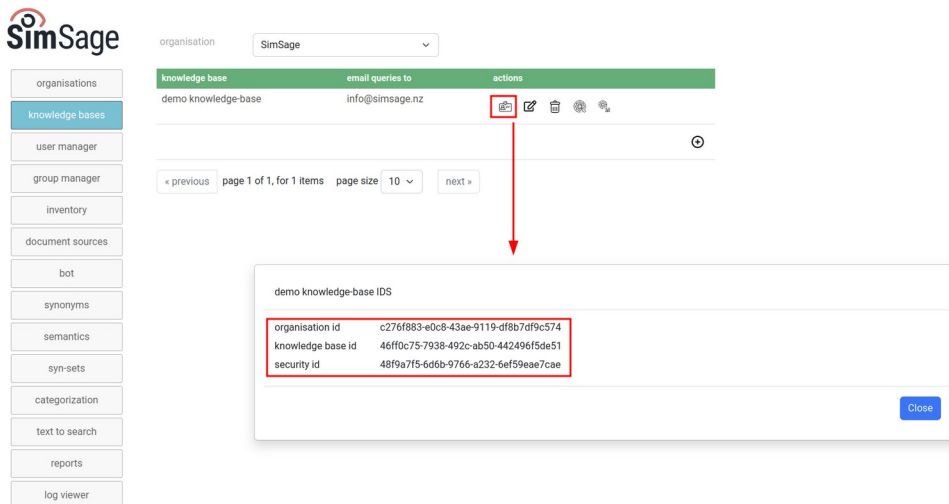 SimSage
organisation SimSage
organisations
knowledge bases
user manager
group manager
inventory
document sources
bot
synonyms
semantics
syn-sets
categorization
text to search
reports
log viewer
knowledge base email queries to actions
demo knowledge-base info@simsage.nz
« previous page 1 of 1, for 1 items page size 10 next »
demo knowledge-base IDS
organisation id c276f883-e0c8-43ae-9119-df8b7df9c574
knowledge base id 46ff0c75-7938-492c-ab50-442496f5de51
security id 48f9a7f5-6d6b-9766-a232-6ef59eae7cae
Close